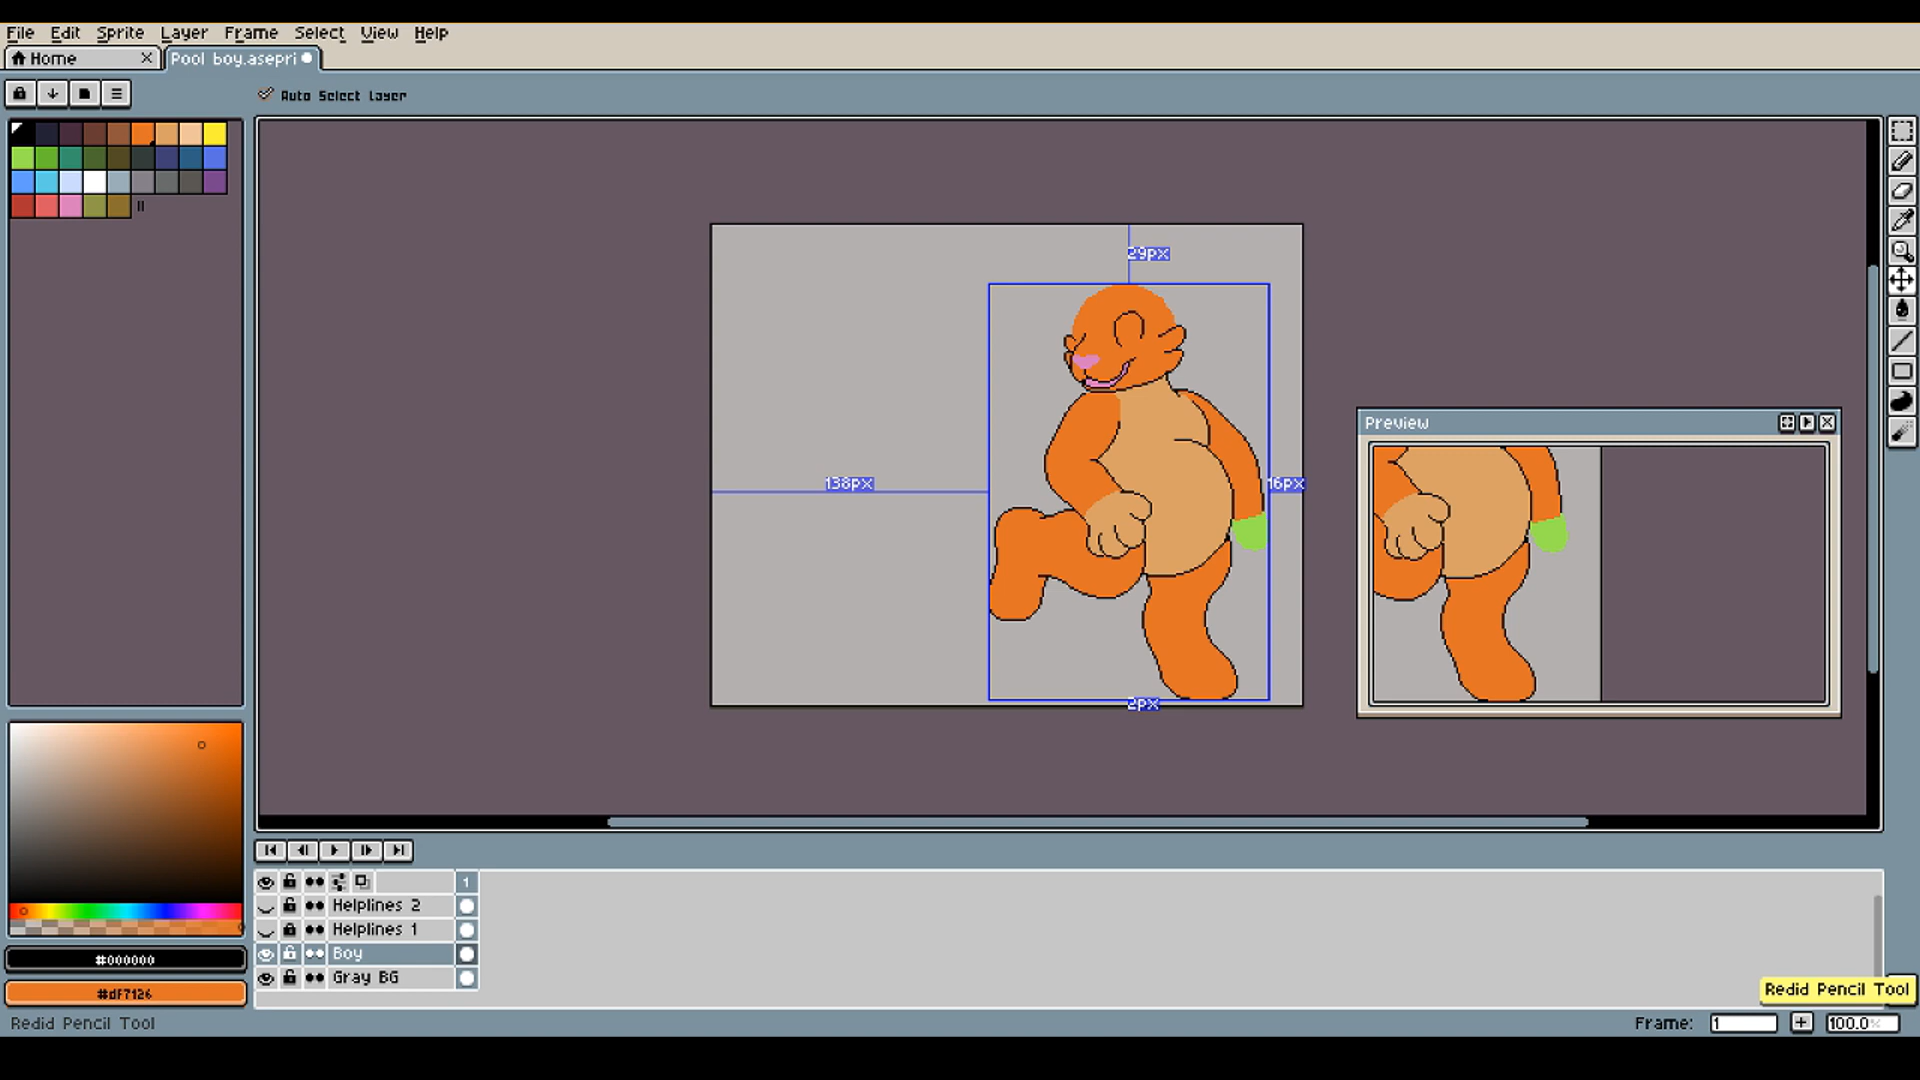 File Edit Sprite Layer Frame Select View Help
Home
Pool boy.asepri
Auto Select Layer
29px
138px
16px
2px
Preview
1
Helplines 2
Helplines 1
Boy
Gray BG
#000000
#df7126
Redid Pencil Tool
Redid Pencil Tool
Frame: 1
100.0%